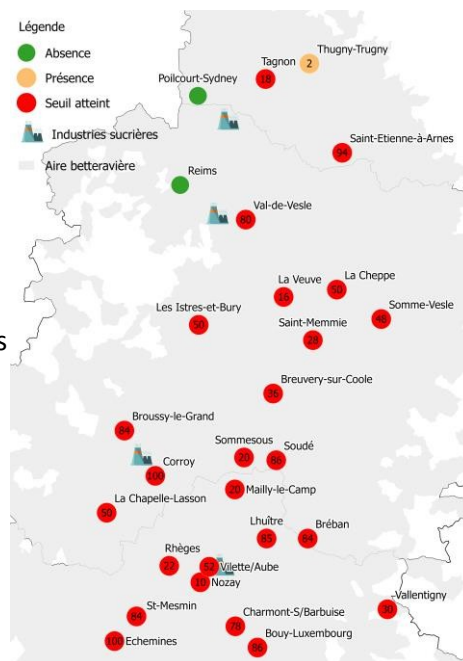 Légende
Absence
Présence
Seuil atteint
Industries sucrières
Aire betteravière
Thugny-Trugny
2
Tagnon
18
Poilcourt-Sydney
Saint-Etienne-à-Arnes
94
Reims
Val-de-Vesle
80
La Veuve
16
La Cheppe
50
Somme-Vesle
48
Les Istres-et-Bury
50
Saint-Memmie
28
s
Breuvery-sur-Coole
36
Broussy-le-Grand
84
Corroy
100
Sommesous
20
Soudé
86
Mailly-le-Camp
20
La Chapelle-Lasson
50
Lhuître
85
Bréban
84
Rhèges
22
Vilette/Aube
52
Nozay
10
Vallentigny
30
St-Mesmin
84
Charmont-S/Barbuise
78
Echemines
100
Bouy-Luxembourg
86